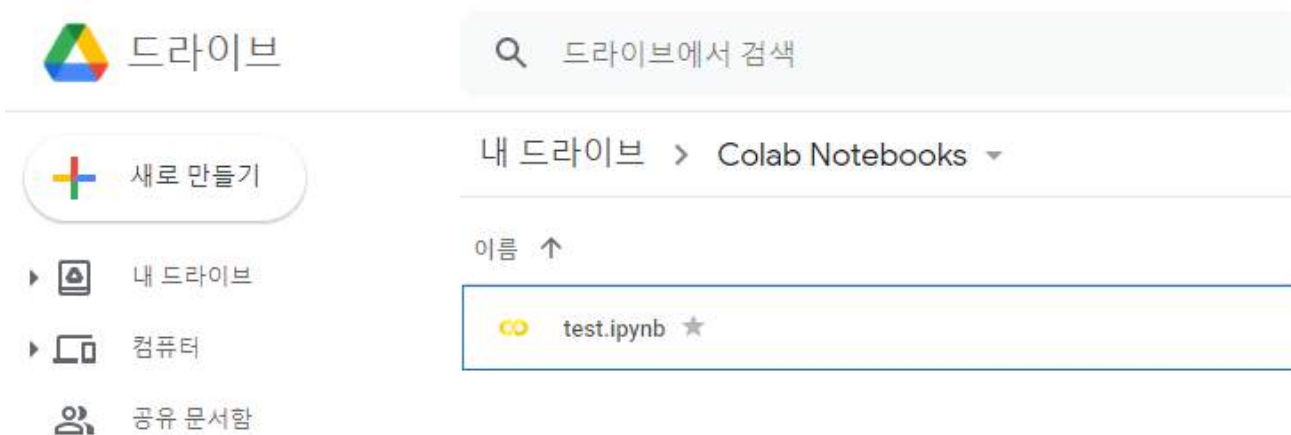 드라이브
드라이브에서 검색
새로 만들기
내 드라이브
컴퓨터
공유 문서함
내 드라이브 > Colab Notebooks
이름
test.ipynb